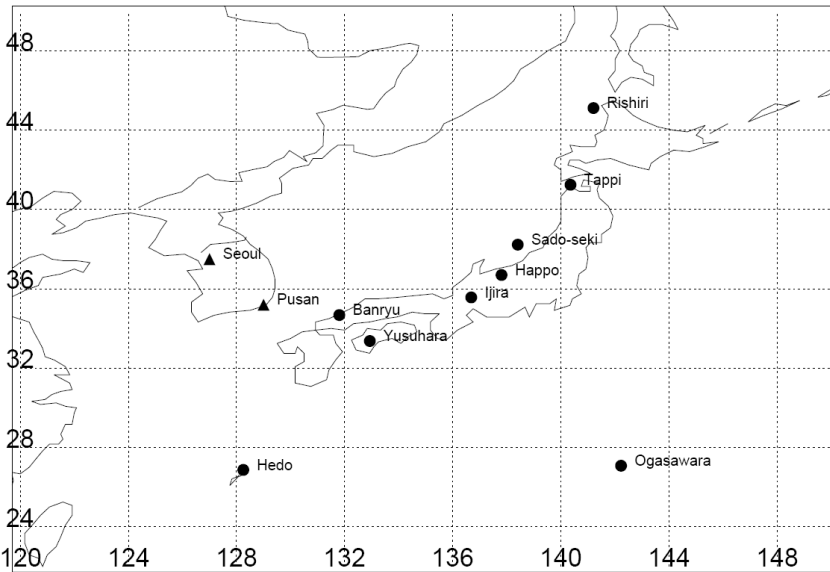 48
Rishiri
44
Tappi
40
Sado-seki
Seoul
Happo
36
Ijira
Pusan
Banryu
Yusuhara
32
28
Hedo
Ogasawara
24
120 124 128 132 136 140 144 148